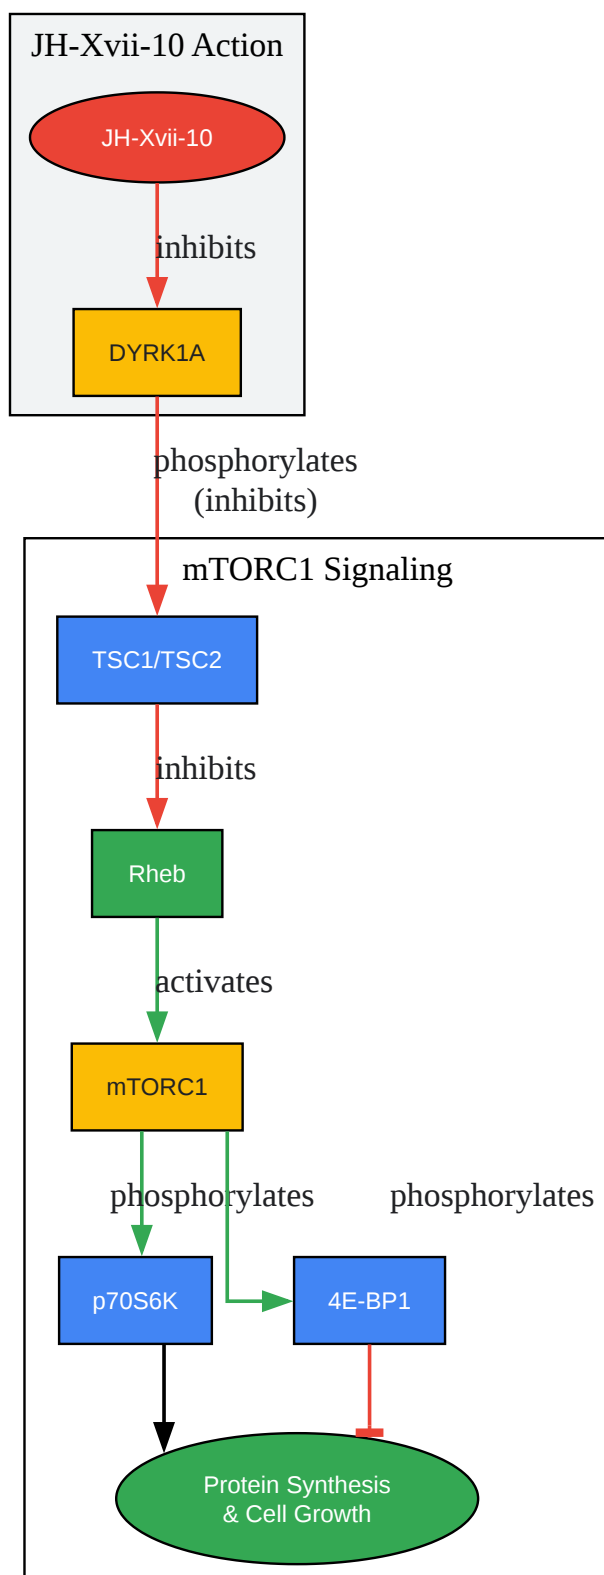 JH-Xvii-10 Action
JH-Xvii-10
inhibits
DYRK1A
phosphorylates
(inhibits)
mTORC1 Signaling
TSC1/TSC2
inhibits
Rheb
activates
mTORC1
phosphorylates
phosphorylates
p70S6K
4E-BP1
Protein Synthesis
& Cell Growth